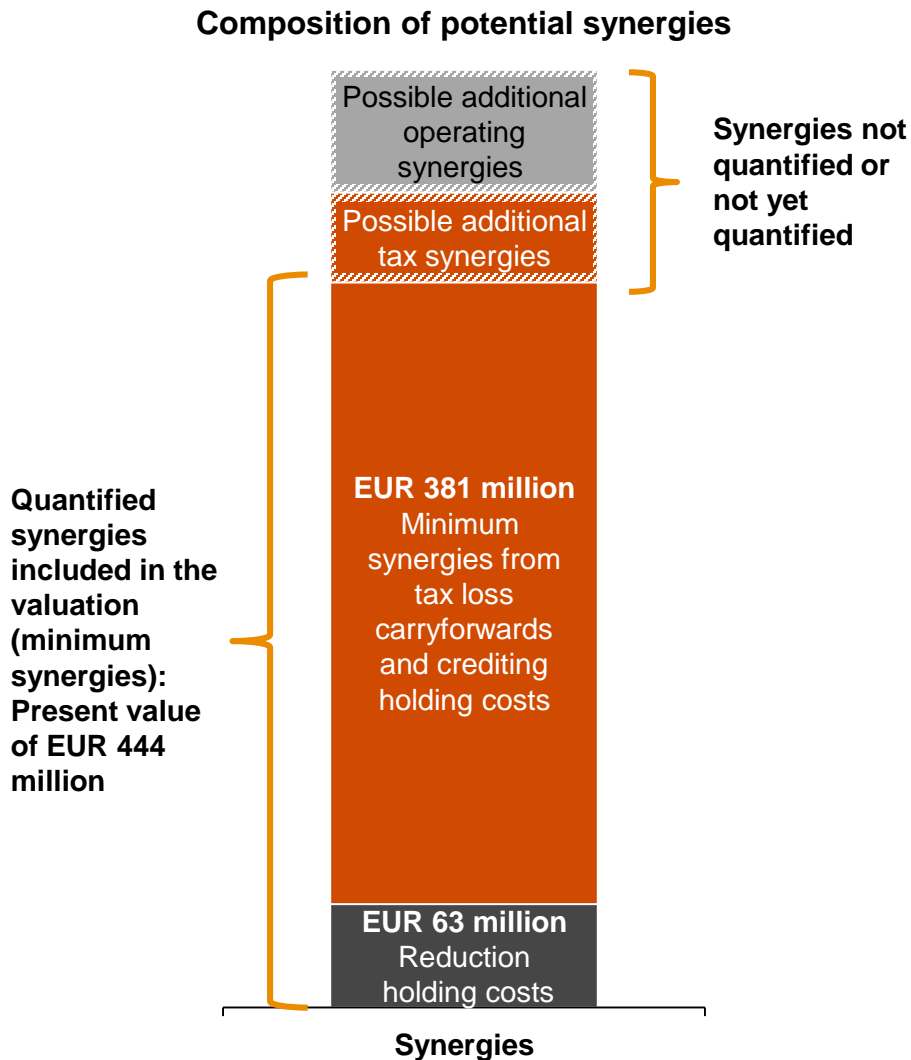 Composition of potential synergies
Possible additional
operating
synergies
Possible additional
tax synergies
Synergies not
quantified or
not yet
quantified
Quantified
synergies
included in the
valuation
(minimum
synergies):
Present value
of EUR 444
million
EUR 381 million
Minimum
synergies from
tax loss
carryforwards
and crediting
holding costs
EUR 63 million
Reduction
holding costs
Synergies